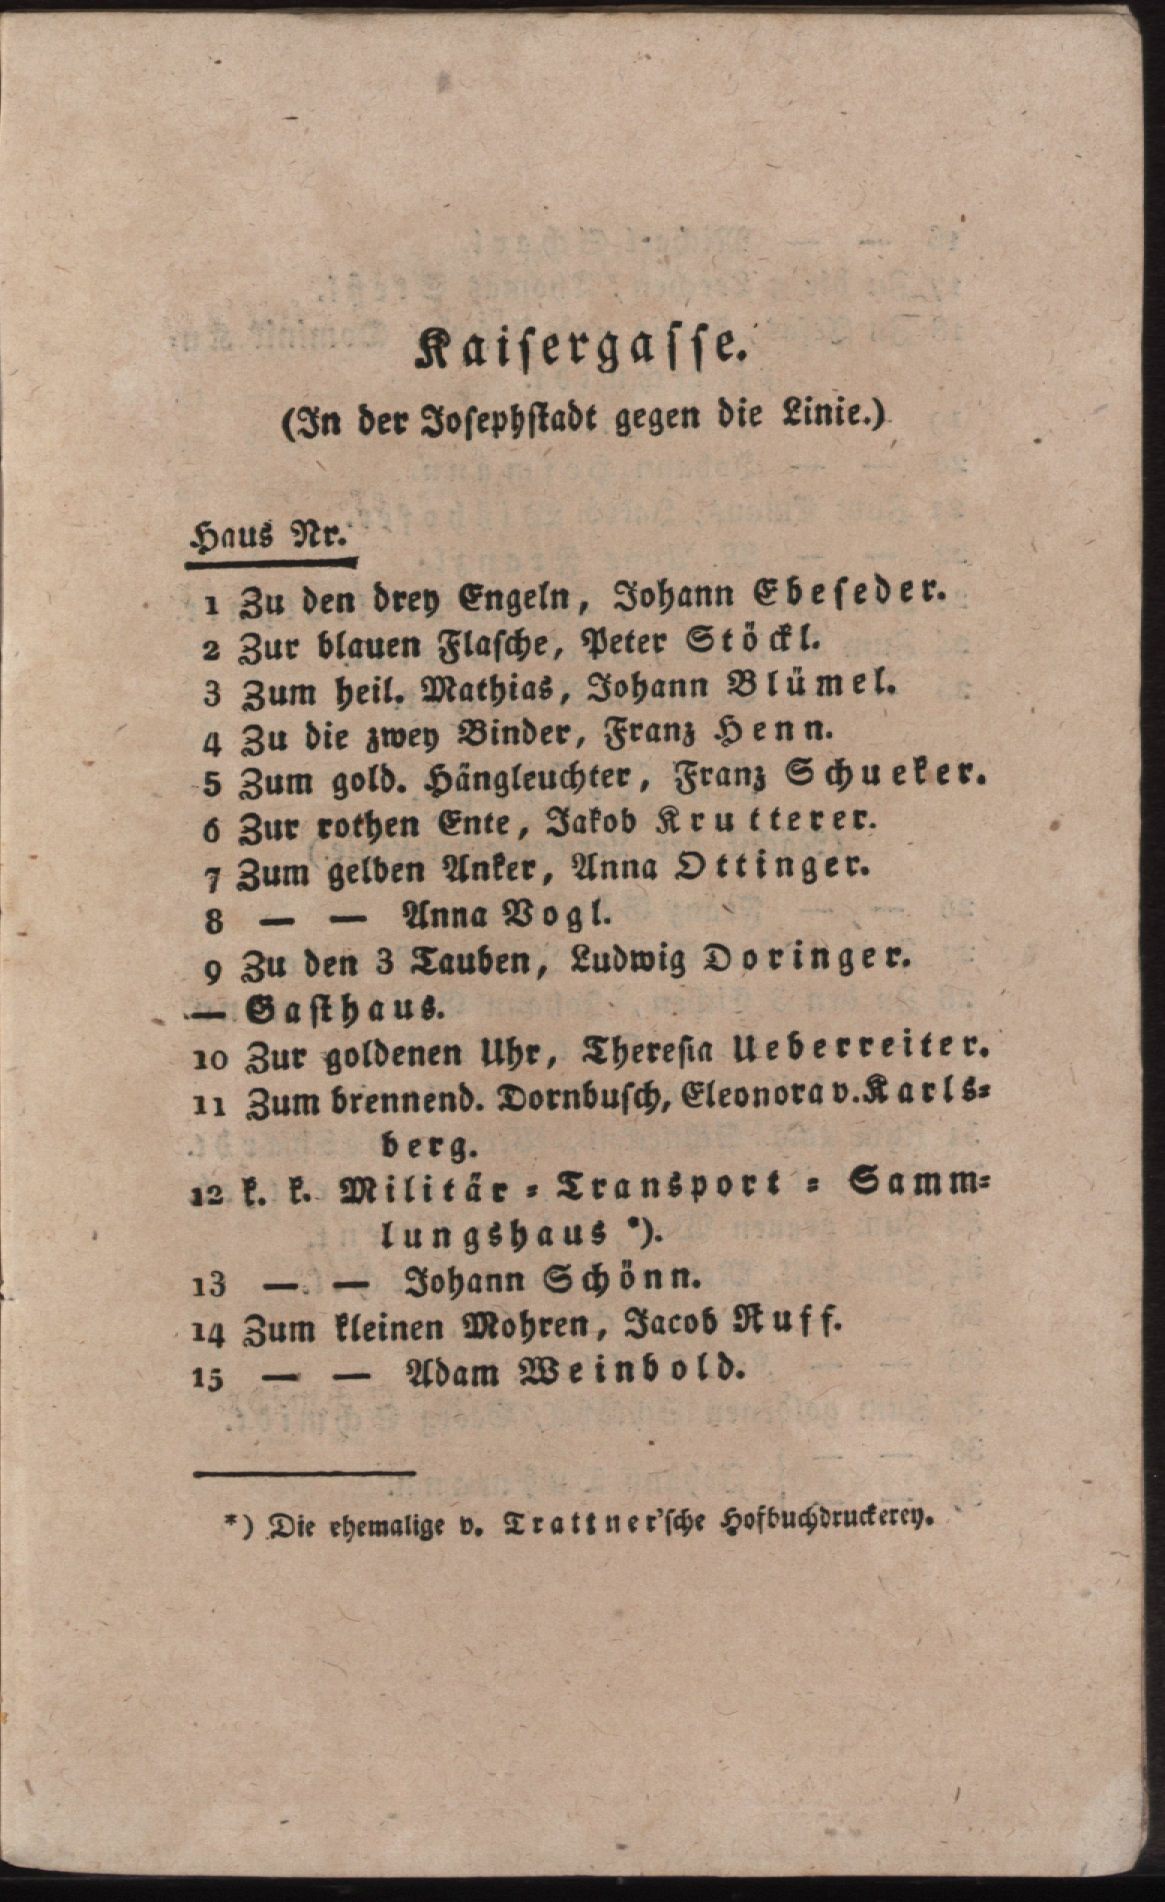 Kaisergasse.
(In der Josephstadt gegen die Linie.)
Haus Nr.
1 Zu den drey Engeln, Johann Ebeseder.
2 Zur blauen Flasche, Peter Stöckl.
3 Zum heil. Mathias, Johann Blümel.
4 Zu die zwey Binder, Franz Henn.
5 Zum gold. Hängleuchter, Franz Schueker.
6 Zur rothen Ente, Jakob Krutterer.
7 Zum gelben Anker, Anna Ottinger.
8 — — Anna Vogl.
9 Zu den 3 Tauben, Ludwig Doringer.
— Gasthaus.
10 Zur goldenen Uhr, Theresia Ueberreiter.
11 Zum brennend. Dornbusch, Eleonora v. Karls-
berg.
12 k. k. Militär-Transport-Samm-
lungshaus *).
13 — — Johann Schönn.
14 Zum kleinen Mohren, Jacob Ruff.
15 — — Adam Weinbold.
*) Die ehemalige v. Trattner'sche Hofbuchdruckerey.